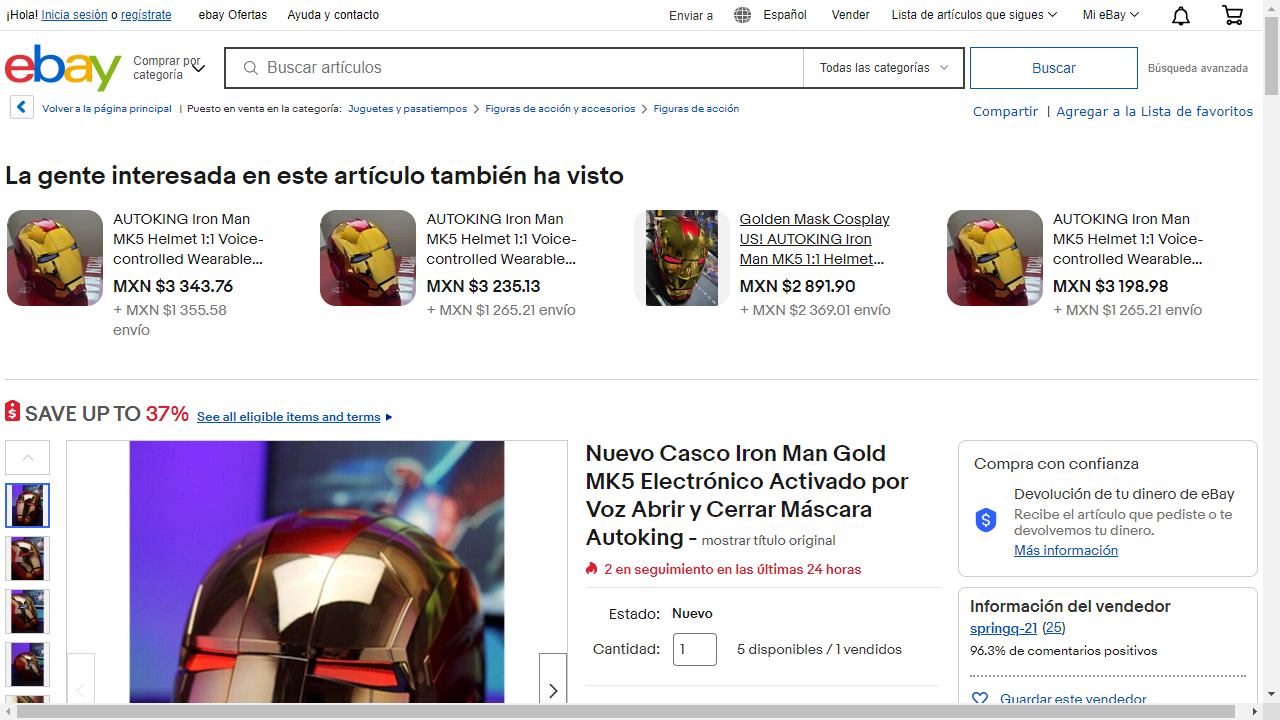 ¡Hola! Inicia sesión o regístrate ebay Ofertas Ayuda y contacto Enviar a Español Vender Lista de artículos que sigues Mi eBay
ebay
Comprar por
categoría
Buscar artículos
Todas las categorías
Buscar
Búsqueda avanzada
Volver a la página principal | Puesto en venta en la categoría: Juguetes y pasatiempos Figuras de acción y accesorios Figuras de acción
Compartir | Agregar a la Lista de favoritos
La gente interesada en este artículo también ha visto
AUTOKING Iron Man
MK5 Helmet 1:1 Voice-
controlled Wearable...
MXN $3 343.76
+ MXN $1 355.58
envío
AUTOKING Iron Man
MK5 Helmet 1:1 Voice-
controlled Wearable...
MXN $3 235.13
+ MXN $1 265.21 envío
Golden Mask Cosplay
US! AUTOKING Iron
Man MK5 1:1 Helmet...
MXN $2 891.90
+ MXN $2 369.01 envío
AUTOKING Iron Man
MK5 Helmet 1:1 Voice-
controlled Wearable...
MXN $3 198.98
+ MXN $1 265.21 envío
SAVE UP TO 37% See all eligible items and terms
Nuevo Casco Iron Man Gold
MK5 Electrónico Activado por
Voz Abrir y Cerrar Máscara
Autoking - mostrar título original
2 en seguimiento en las últimas 24 horas
Estado: Nuevo
Cantidad: 1 5 disponibles / 1 vendidos
Compra con confianza
Devolución de tu dinero de eBay
Recibe el artículo que pediste o te
devolvemos tu dinero.
Más información
Información del vendedor
springq-21 (25)
96.3% de comentarios positivos
Guardar este vendedor